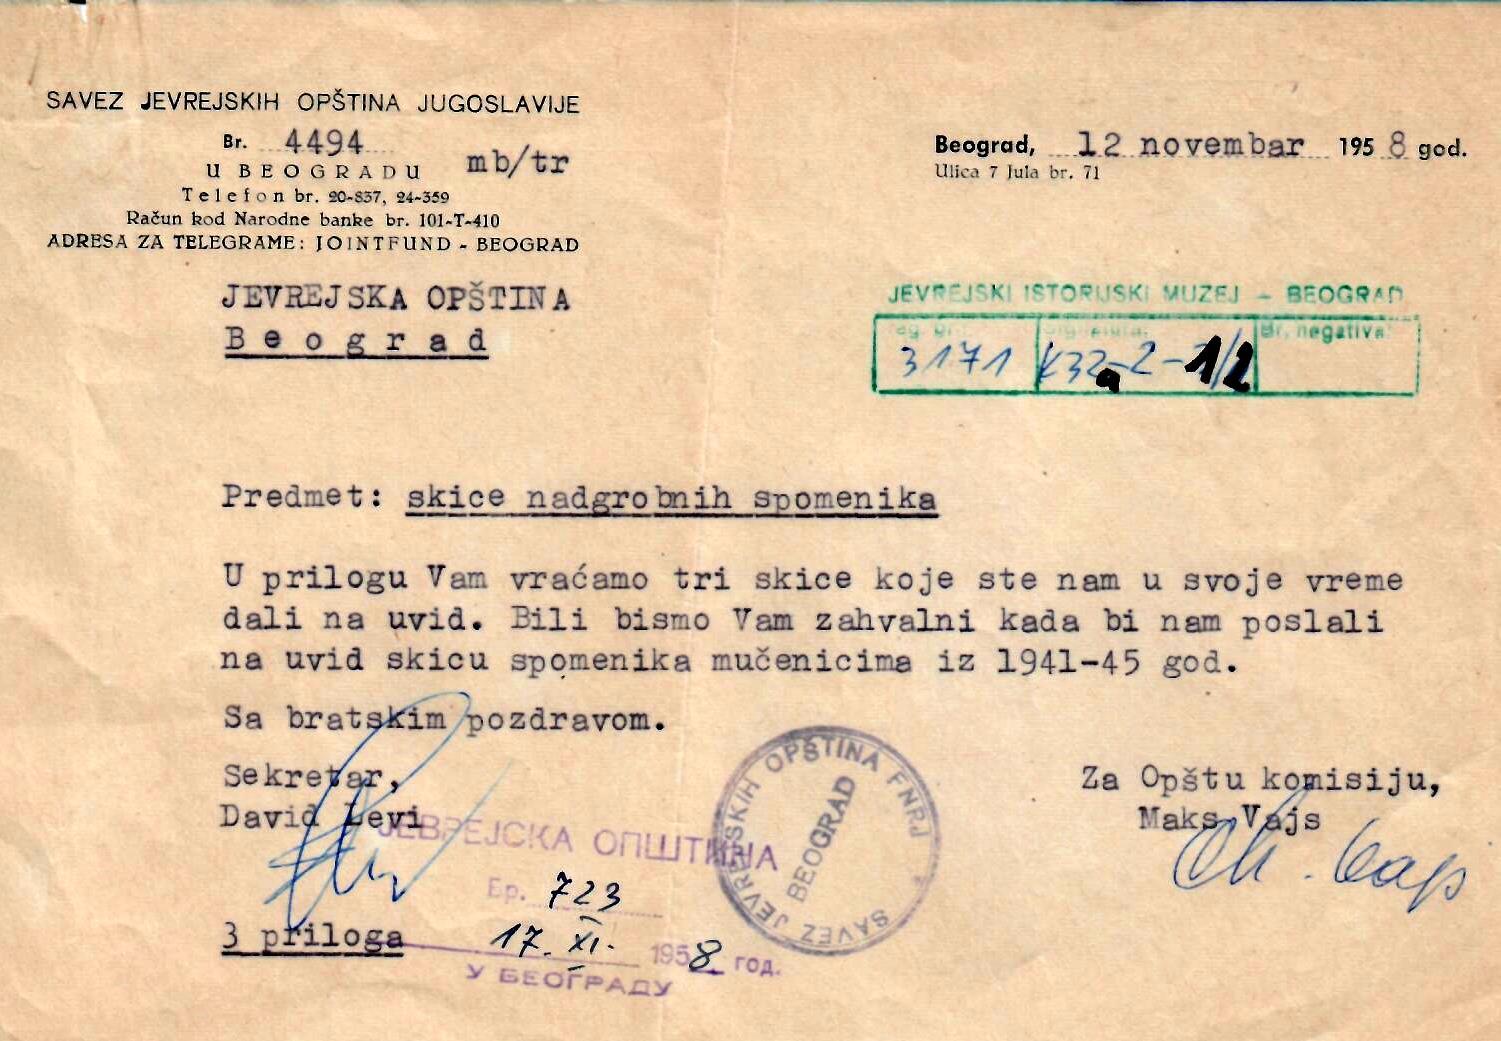 SAVEZ JEVREJSKIH OPŠTINA JUGOSLAVIJE
Br. 4494
U BEOGRADU mb/tr
Telefon br. 20-837, 24-359
Račun kod Narodne banke br. 101-T-410
ADRESA ZA TELEGRAME: JOINTFUND - BEOGRAD
Beograd, 12 novembar 1958 god.
Ulica 7 Jula br. 71
JEVREJSKA OPŠTINA
Beograd
JEVREJSKI ISTORIJSKI MUZEJ - BEOGRAD
Br. negativa:
3171 K32a-2-1/2
Predmet: skice nadgrobnih spomenika
U prilogu Vam vraćamo tri skice koje ste nam u svoje vreme
dali na uvid. Bili bismo Vam zahvalni kada bi nam poslali
na uvid skicu spomenika mučenicima iz 1941-45 god.
Sa bratskim pozdravom.
Sekretar,
David Levi
Za Opštu komisiju,
Maks Vajs
SAVEZ JEVREJSKIH OPŠTINA FNRJ
BEOGRAD
ЈЕВРЕЈСКА ОПШТИНА
Бр. 723
17. XI. 1958 год.
У БЕОГРАДУ
3 priloga